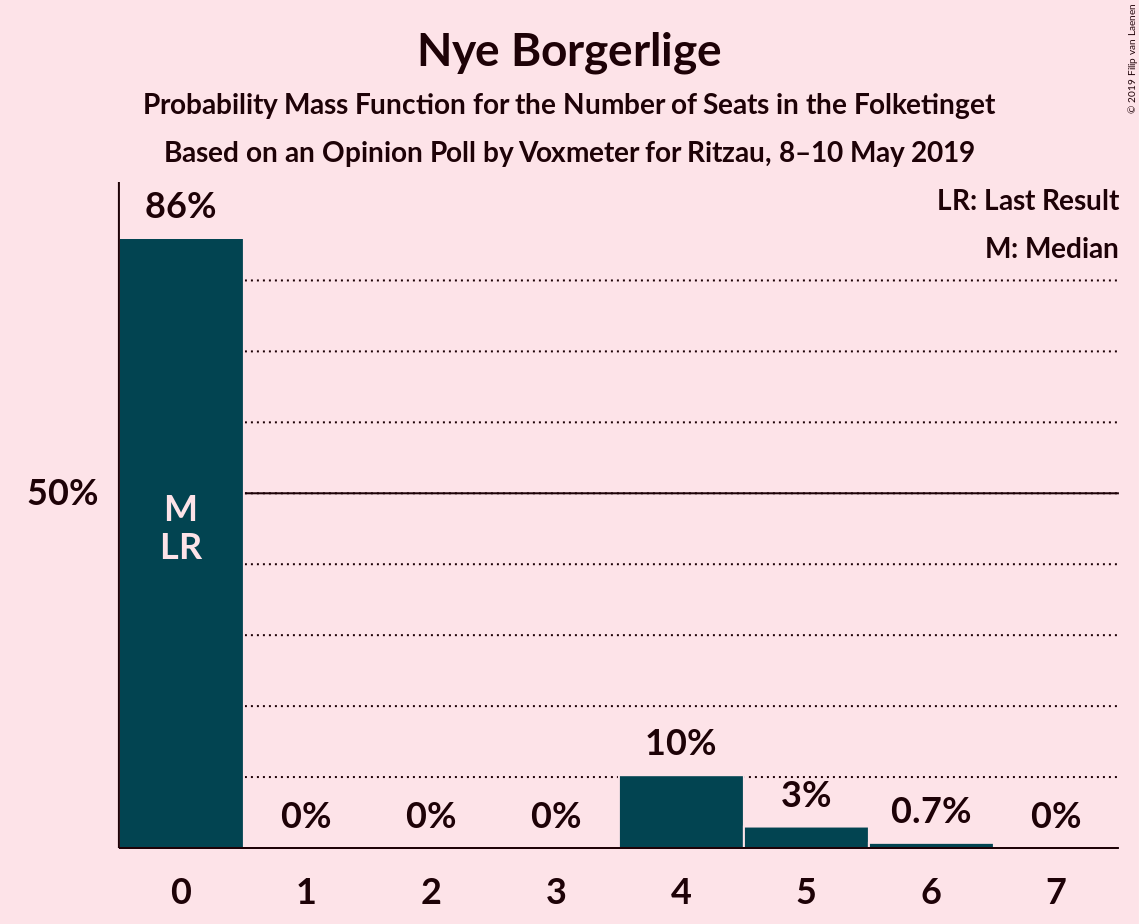 Nye Borgerlige
Probability Mass Function for the Number of Seats in the Folketinget
Based on an Opinion Poll by Voxmeter for Ritzau, 8–10 May 2019
© 2019 Filip van Laenen
LR: Last Result
M: Median
86%
50%
M
LR
10%
3%
0.7%
0%
0%
0%
0%
0 1 2 3 4 5 6 7